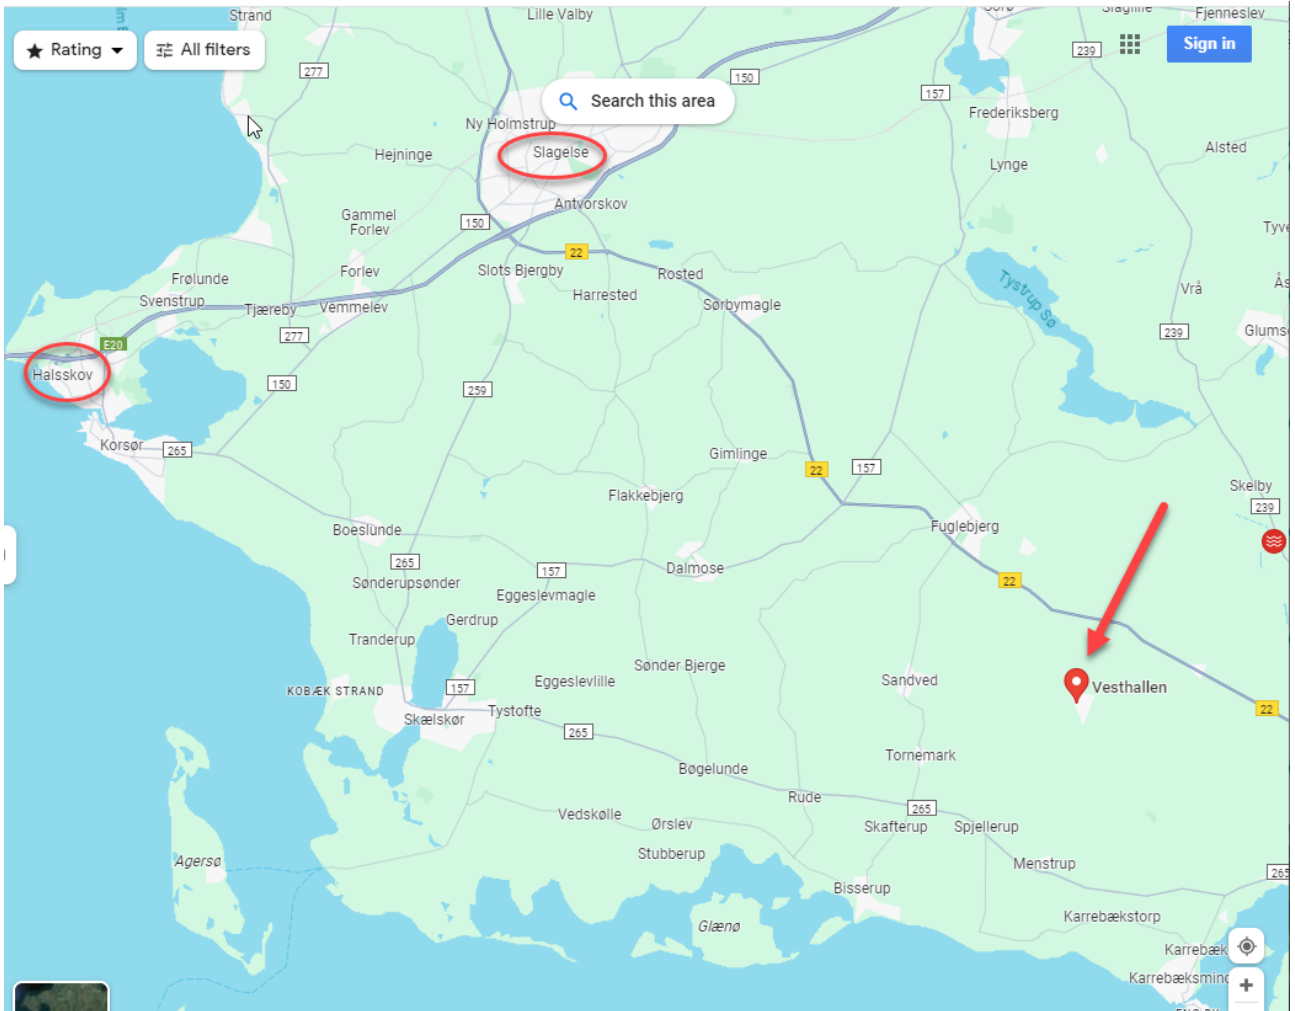 Strand
Lille Valby
Fjenneslev
Rating
All filters
277
150
239
Sign in
Search this area
157
Ny Holmstrup
Frederiksberg
Hejninge
Slagelse
Lynge
Alsted
Antvorskov
Gammel
Forlev
150
22
Tystrup Sø
Frølunde
Forlev
Slots Bjergby
Rosted
Harrested
Svenstrup
Tjæreby
Vemmelev
Sørbymagle
Vrå
277
E20
239
Halsskov
150
259
Korsør
265
Gimlinge
22
157
Flakkebjerg
Skelby
239
Boeslunde
Fuglebjerg
265
157
Dalmose
22
Sønderupsønder
Eggeslevmagle
Gerdrup
Tranderup
Sønder Bjerge
Eggeslevlille
Sandved
Vesthallen
KOBÆK STRAND
157
Skælskør
Tystofte
22
265
Bøgelunde
Tornemark
Rude
265
Vedskølle
Ørslev
Skafterup
Spjellerup
Stubberup
Menstrup
Agersø
265
Bisserup
Glænø
Karrebækstorp
Karrebæk
Karrebæksmind